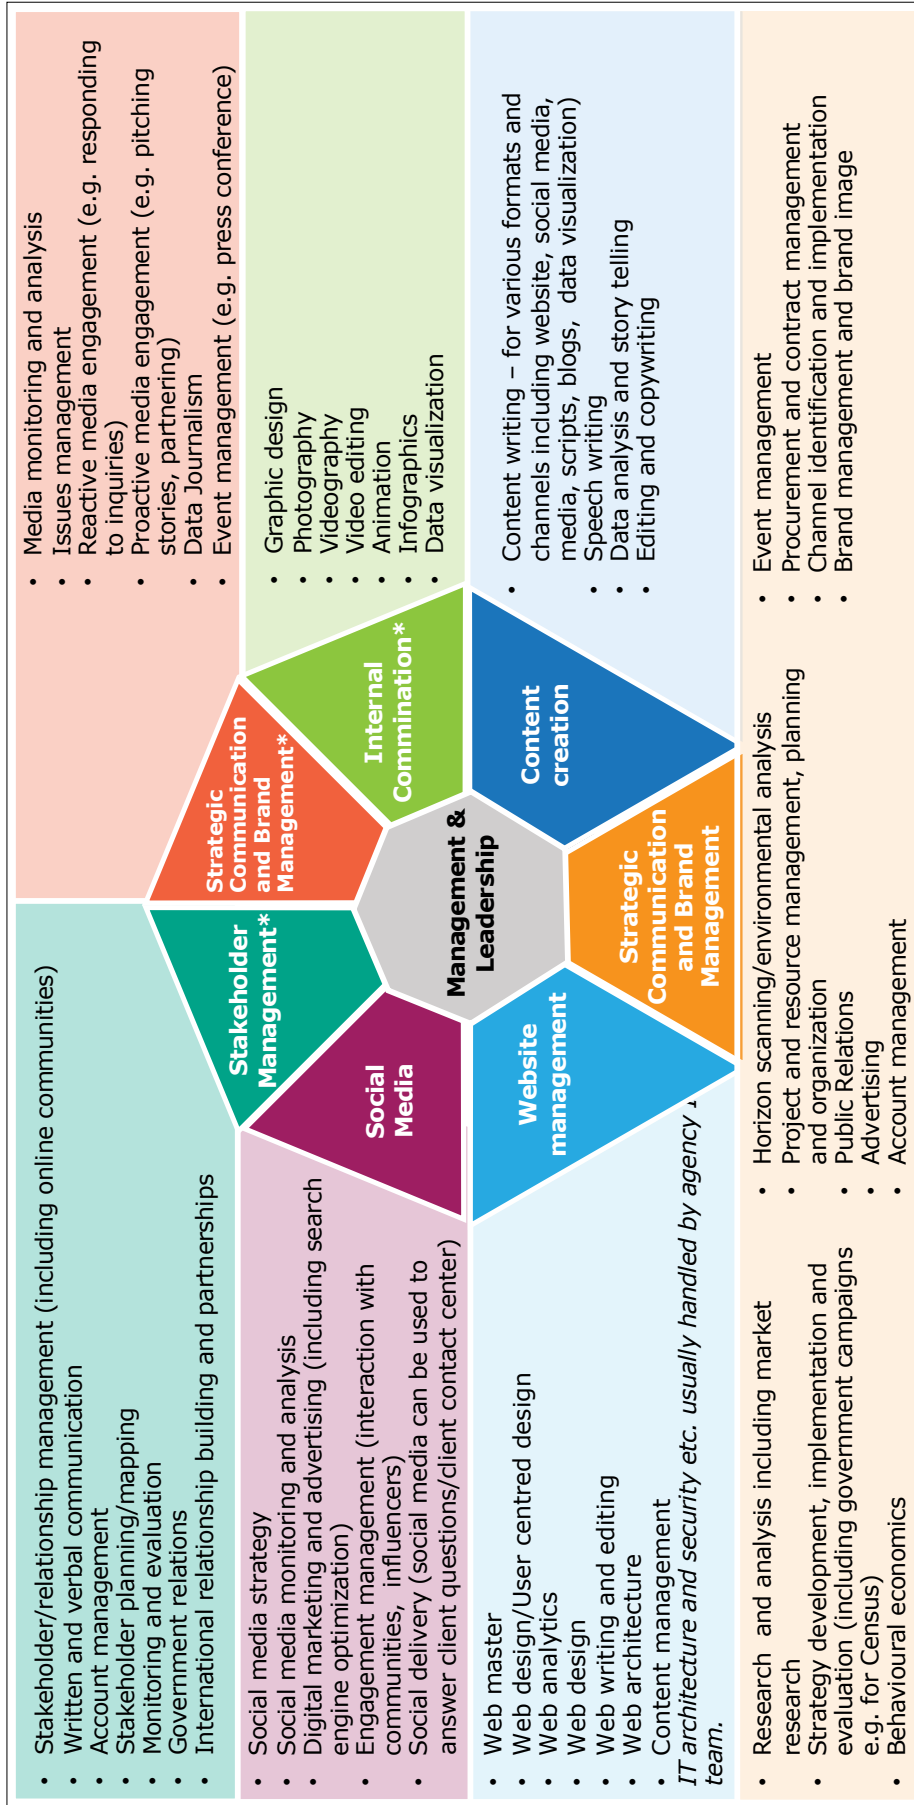 Stakeholder/relationship management (including online communities)
Written and verbal communication
Account management
Stakeholder planning/mapping
Monitoring and evaluation
Government relations
International relationship building and partnerships
Stakeholder
Management*
Strategic
Communication
and Brand
Management*
• Media monitoring and analysis
• Issues management
• Reactive media engagement (e.g. responding
to inquiries)
• Proactive media engagement (e.g. pitching
stories, partnering)
• Data Journalism
• Event management (e.g. press conference)
• Social media strategy
• Social media monitoring and analysis
• Digital marketing and advertising (including search
engine optimization)
• Engagement management (interaction with
communities, influencers)
• Social delivery (social media can be used to
answer client questions/client contact center)
Social
Media
Internal
Commination*
• Graphic design
• Photography
• Videography
• Video editing
• Animation
• Infographics
• Data visualization
Management &
Leadership
• Web master
• Web design/User centred design
• Web analytics
• Web design
• Web writing and editing
• Web architecture
• Content management
IT architecture and security etc. usually handled by agency
team.
Website
management
Content
creation
• Content writing – for various formats and
channels including website, social media,
media, scripts, blogs, data visualization)
• Speech writing
• Data analysis and story telling
• Editing and copywriting
Strategic
Communication
and Brand
Management
• Research and analysis including market
research
• Strategy development, implementation and
evaluation (including government campaigns
e.g. for Census)
• Behavioural economics
• Horizon scanning/environmental analysis
• Project and resource management, planning
and organization
• Public Relations
• Advertising
• Account management
• Event management
• Procurement and contract management
• Channel identification and implementation
• Brand management and brand image